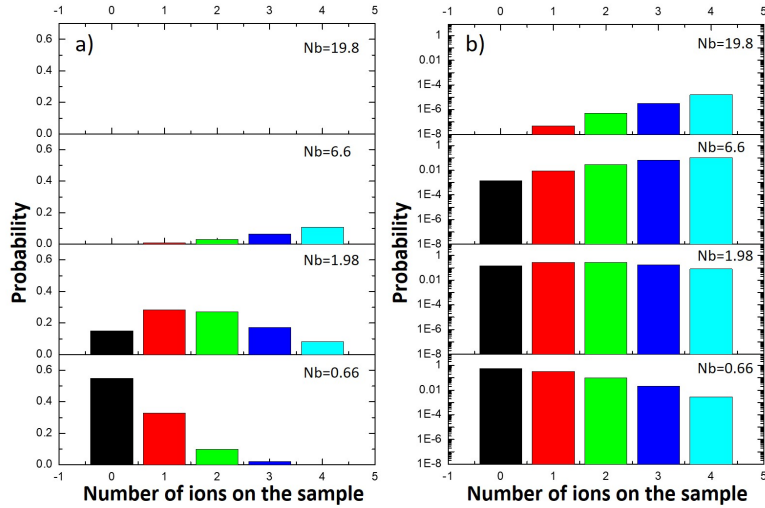 -1 0 1 2 3 4 5
a)
0.6
0.4
0.2
0.0
Nb=19.8
0.6
0.4
0.2
0.0
Nb=6.6
0.6
0.4
0.2
0.0
Nb=1.98
0.6
0.4
0.2
0.0
Nb=0.66
Probability
-1 0 1 2 3 4 5
Number of ions on the sample
-1 0 1 2 3 4 5
b)
1
0.01
1E-4
1E-6
1E-8
Nb=19.8
1
0.01
1E-4
1E-6
1E-8
Nb=6.6
1
0.01
1E-4
1E-6
1E-8
Nb=1.98
1
0.01
1E-4
1E-6
1E-8
Nb=0.66
Probability
-1 0 1 2 3 4 5
Number of ions on the sample